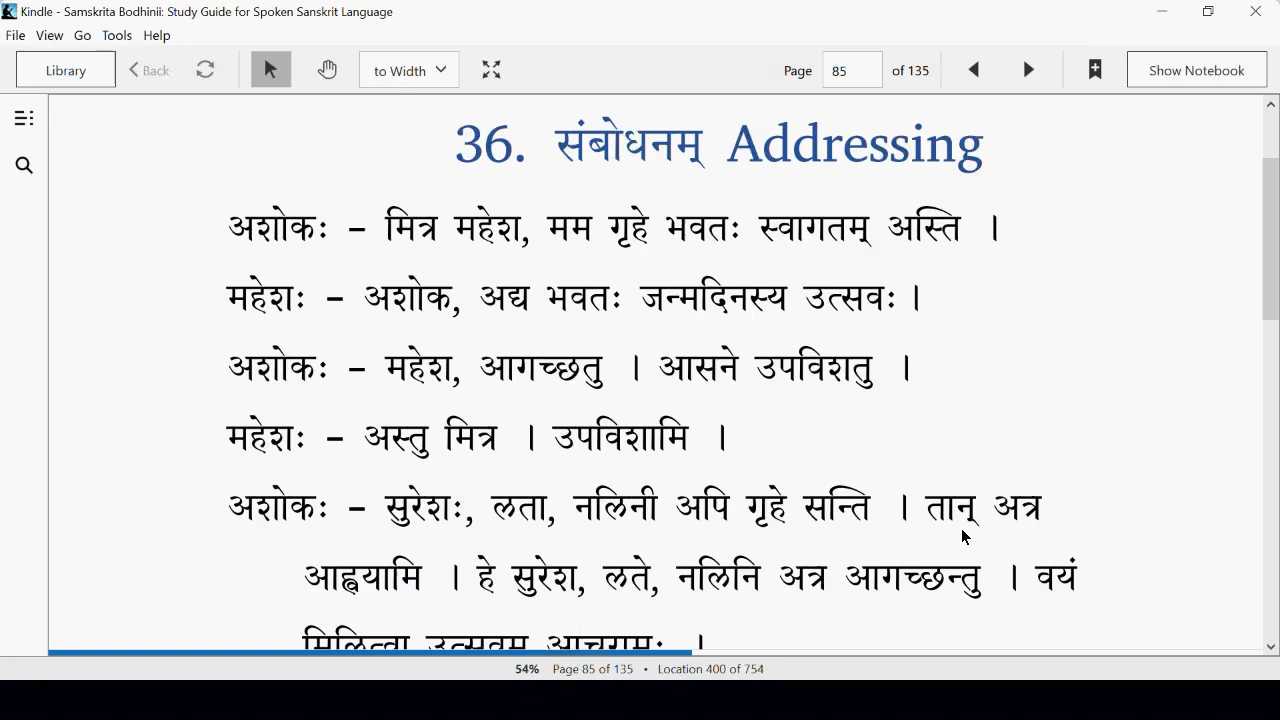 Kindle - Samskrita Bodhinii: Study Guide for Spoken Sanskrit Language
File View Go Tools Help
Library Back to Width Page 85 of 135 Show Notebook
36. संबोधनम् Addressing
अशोकः – मित्र महेश, मम गृहे भवतः स्वागतम् अस्ति ।
महेशः – अशोक, अद्य भवतः जन्मदिनस्य उत्सवः ।
अशोकः – महेश, आगच्छतु । आसने उपविशतु ।
महेशः – अस्तु मित्र । उपविशामि ।
अशोकः – सुरेशः, लता, नलिनी अपि गृहे सन्ति । तान् अत्र
आह्वयामि । हे सुरेश, लते, नलिनि अत्र आगच्छन्तु । वयं
मिलित्वा उत्सवम् आचरामः ।
54% Page 85 of 135 • Location 400 of 754